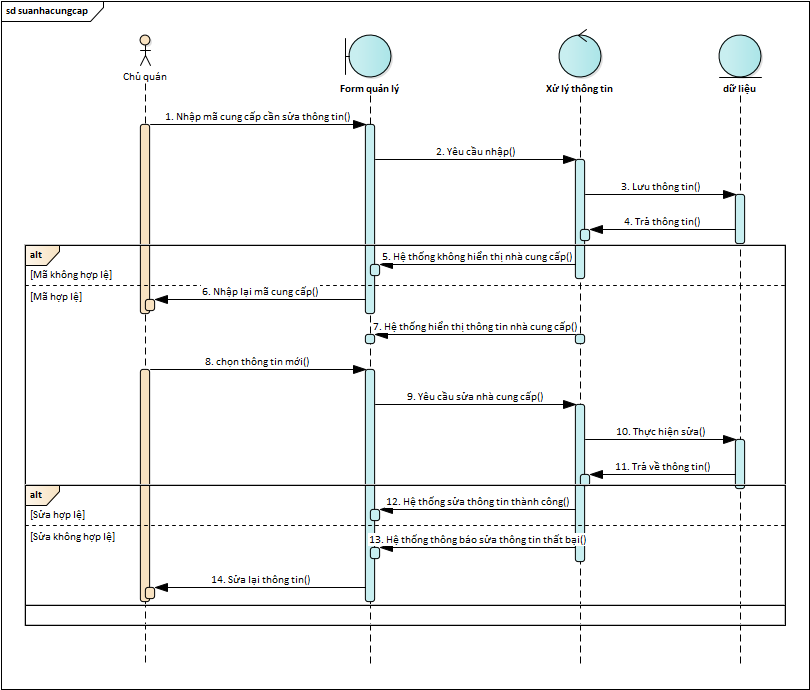 sd suanhacungcap
Chủ quán
Form quản lý
Xử lý thông tin
dữ liệu
1. Nhập mã cung cấp cần sửa thông tin()
2. Yêu cầu nhập()
3. Lưu thông tin()
4. Trả thông tin()
alt
5. Hệ thống không hiển thị nhà cung cấp()
[Mã không hợp lệ]
[Mã hợp lệ]
6. Nhập lại mã cung cấp()
7. Hệ thống hiển thị thông tin nhà cung cấp()
8. chọn thông tin mới()
9. Yêu cầu sửa nhà cung cấp()
10. Thực hiện sửa()
11. Trả về thông tin()
alt
12. Hệ thống sửa thông tin thành công()
[Sửa hợp lệ]
[Sửa không hợp lệ]
13. Hệ thống thông báo sửa thông tin thất bại()
14. Sửa lại thông tin()